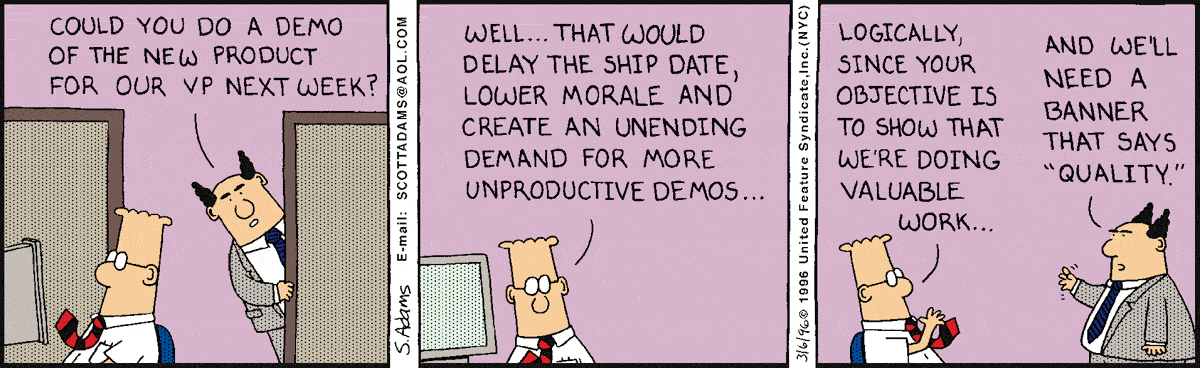 COULD YOU DO A DEMO
OF THE NEW PRODUCT
FOR OUR VP NEXT WEEK?
S. Adams E-mail: SCOTTADAMS@AOL.COM
WELL... THAT WOULD
DELAY THE SHIP DATE,
LOWER MORALE AND
CREATE AN UNENDING
DEMAND FOR MORE
UNPRODUCTIVE DEMOS...
3/6/96 © 1996 United Feature Syndicate, Inc.(NYC)
LOGICALLY,
SINCE YOUR
OBJECTIVE IS
TO SHOW THAT
WE'RE DOING
VALUABLE
WORK...
AND WE'LL
NEED A
BANNER
THAT SAYS
"QUALITY."